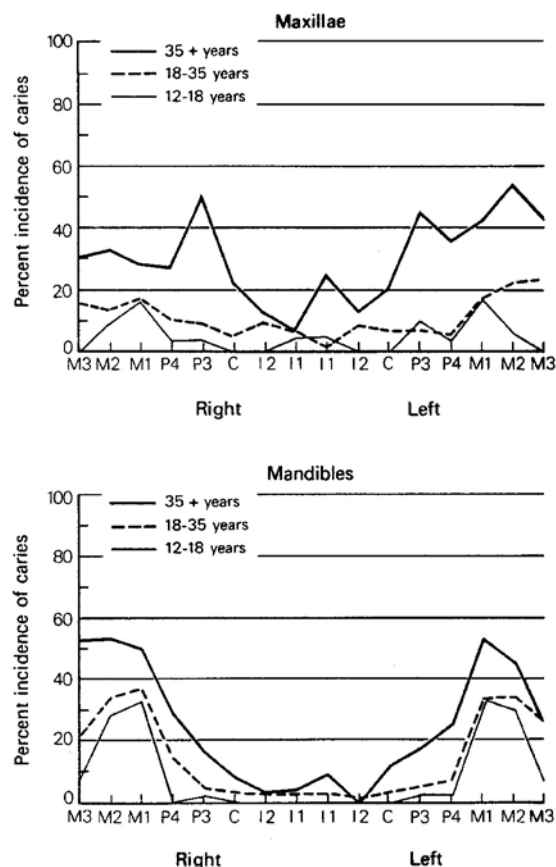 Maxillae
100
80
60
40
20
0
Percent incidence of caries
35 + years
18-35 years
12-18 years
M3 M2 M1 P4 P3 C I2 I1 I1 I2 C P3 P4 M1 M2 M3
Right Left
Mandibles
100
80
60
40
20
0
Percent incidence of caries
35 + years
18-35 years
12-18 years
M3 M2 M1 P4 P3 C I2 I1 I1 I2 C P3 P4 M1 M2 M3
Right Left